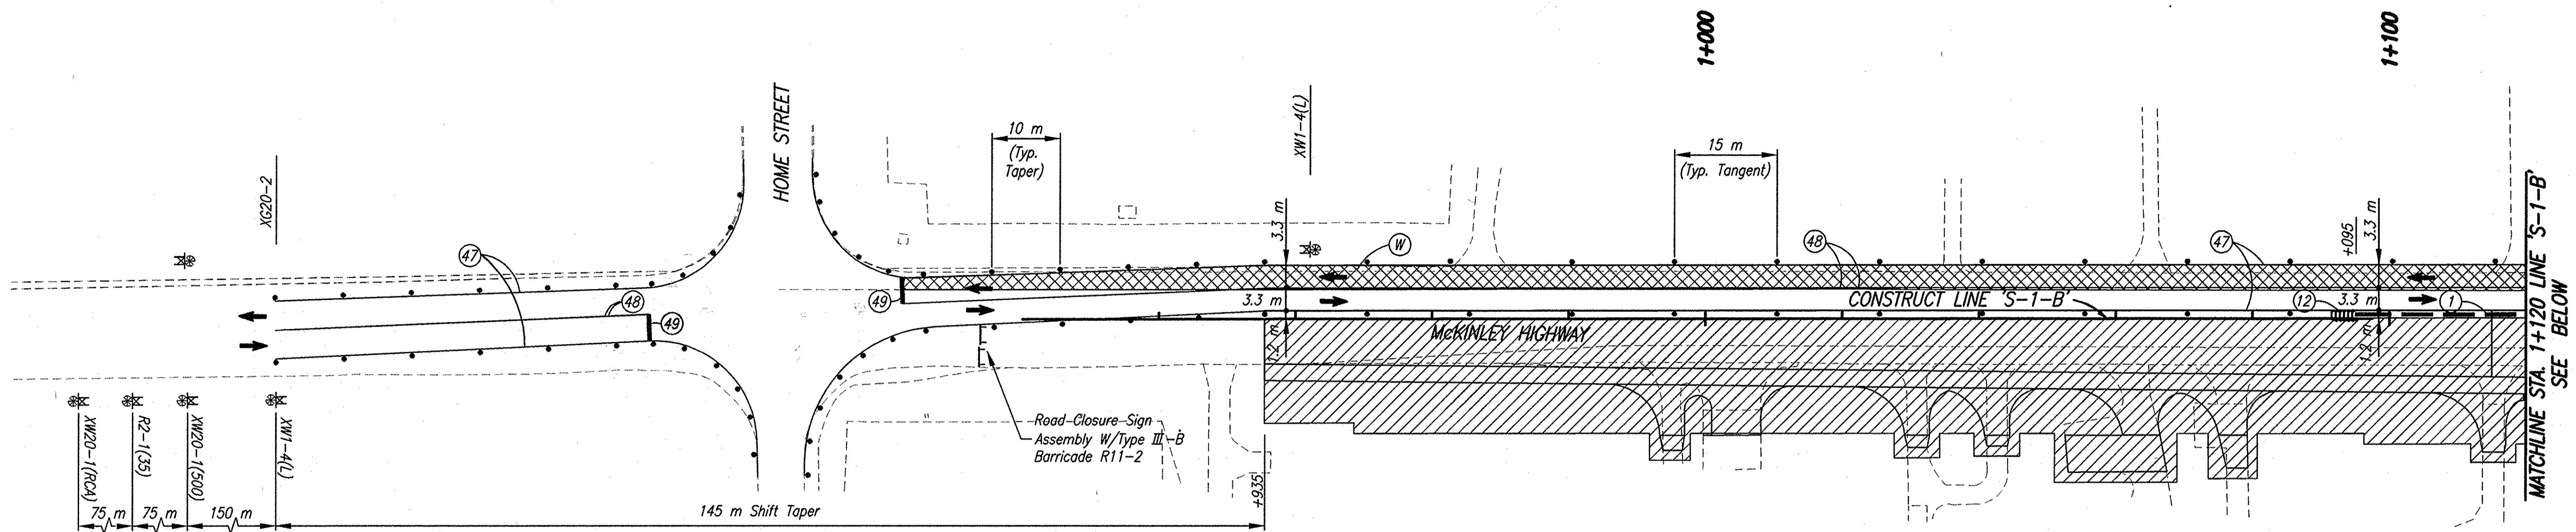 1+000
1+100
HOME STREET
XW1-4(L)
10 m
(Typ.
Taper)
15 m
(Typ. Tangent)
XG20-2
47
48
49
49
W
48
47
3.3 m
3.3 m
1.2 m
+095
3.3 m
3.3 m
1.2 m
12
1
CONSTRUCT LINE 'S-1-B'
McKINLEY HIGHWAY
MATCHLINE STA. 1+120 LINE 'S-1-B'
SEE BELOW
Road Closure Sign
Assembly W/Type III-B
Barricade R11-2
+935
XW20-1(RCA)
R2-1(35)
XW20-1(500)
XW1-4(L)
75 m
75 m
150 m
145 m Shift Taper